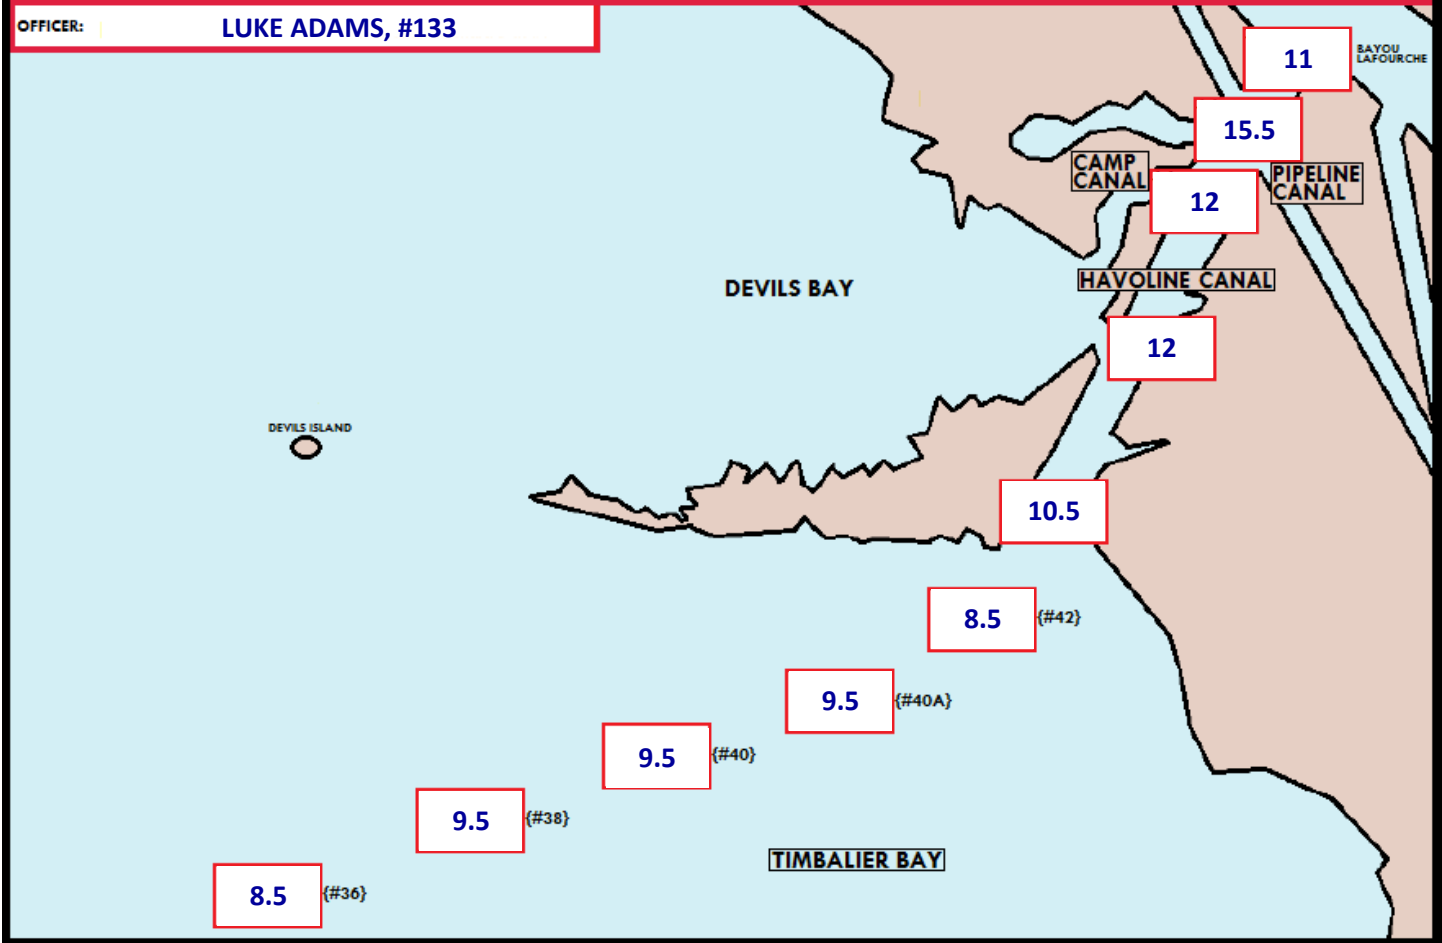 OFFICER: LUKE ADAMS, #133
11
BAYOU
LAFOURCHE
15.5
CAMP
CANAL
PIPELINE
CANAL
12
HAVOLINE CANAL
DEVILS BAY
12
DEVILS ISLAND
10.5
8.5 {#42}
9.5 {#40A}
9.5 {#40}
9.5 {#38}
TIMBALIER BAY
8.5 {#36}